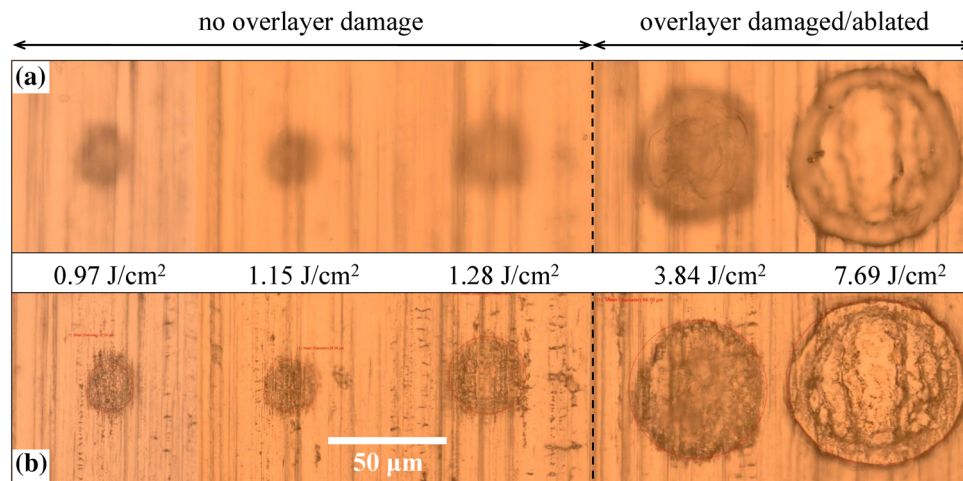 no overlayer damage
overlayer damaged/ablated
(a)
0.97 J/cm²
1.15 J/cm²
1.28 J/cm²
3.84 J/cm²
7.69 J/cm²
50 µm
(b)